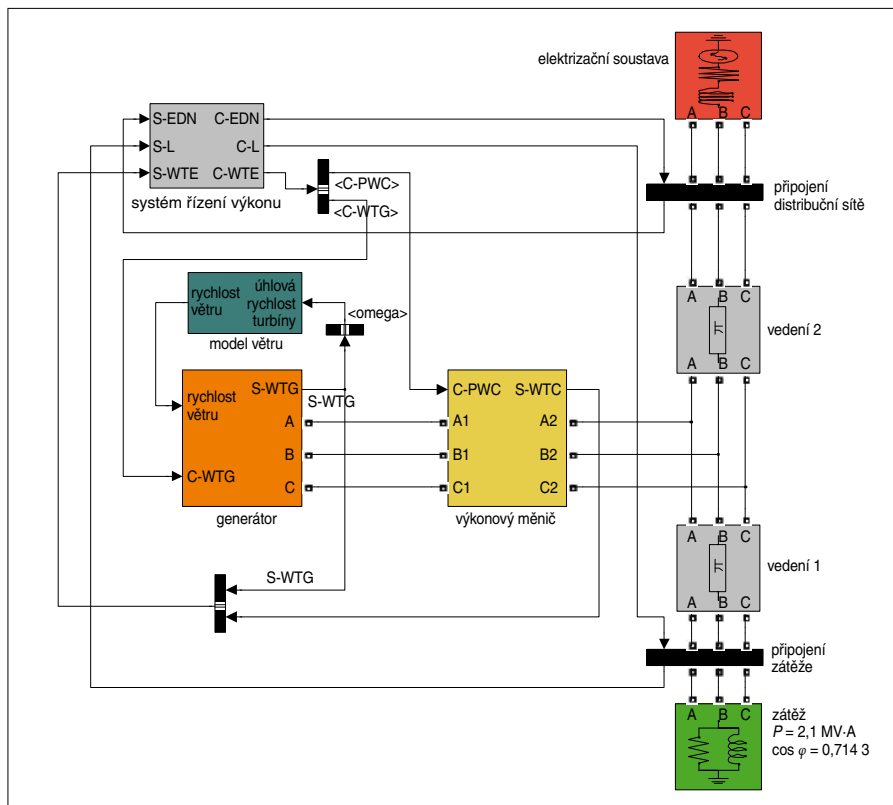 elektrizační soustava
A B C
S-EDN C-EDN
S-L C-L
S-WTE C-WTE
systém řízení výkonu
<C-PWC>
<C-WTG>
připojení
distribuční sítě
rychlost
větru
úhlová
rychlost
turbíny
model větru
<omega>
A B C
vedení 2
rychlost
větru
S-WTG
S-WTG
A
B
C
C-WTG
generátor
C-PWC S-WTC
A1 A2
B1 B2
C1 C2
výkonový měnič
A B C
vedení 1
A B C
S-WTG
připojení
zátěže
A B C
zátěž
P = 2,1 MV·A
cos φ = 0,714 3